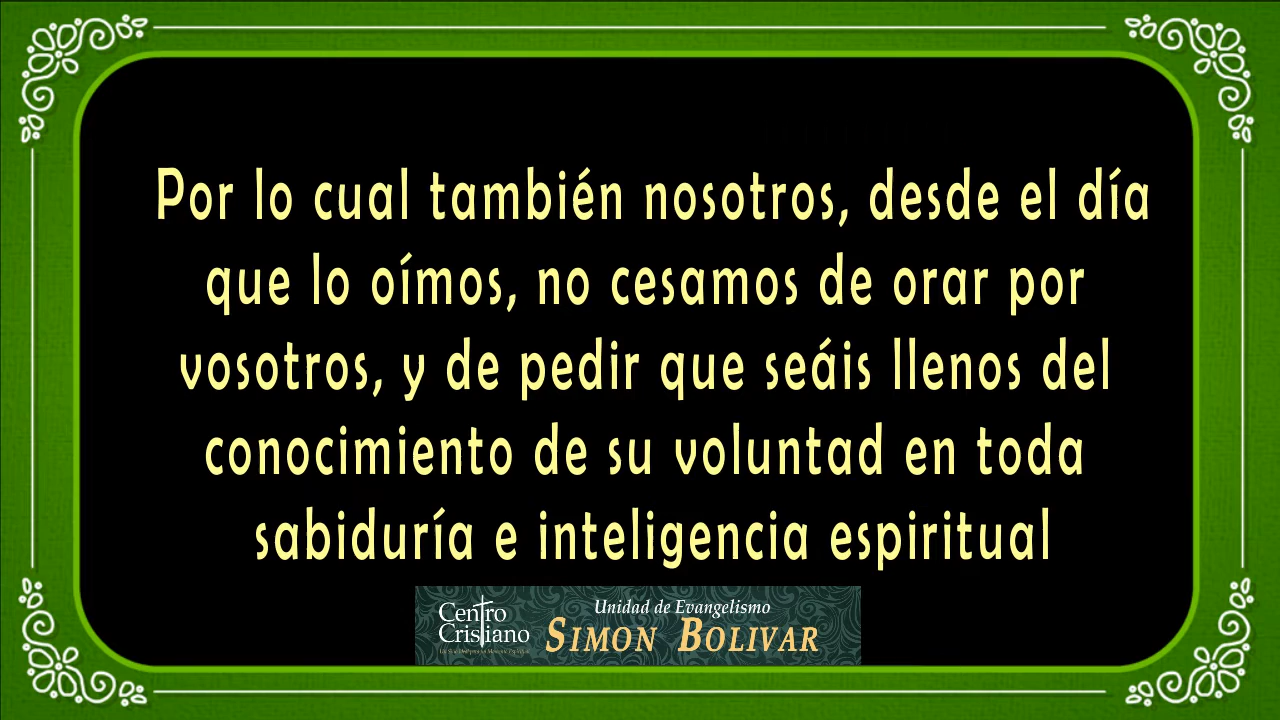 Por lo cual también nosotros, desde el día
que lo oímos, no cesamos de orar por
vosotros, y de pedir que seáis llenos del
conocimiento de su voluntad en toda
sabiduría e inteligencia espiritual
Centro
Cristiano
Unidad de Evangelismo
SIMON BOLIVAR